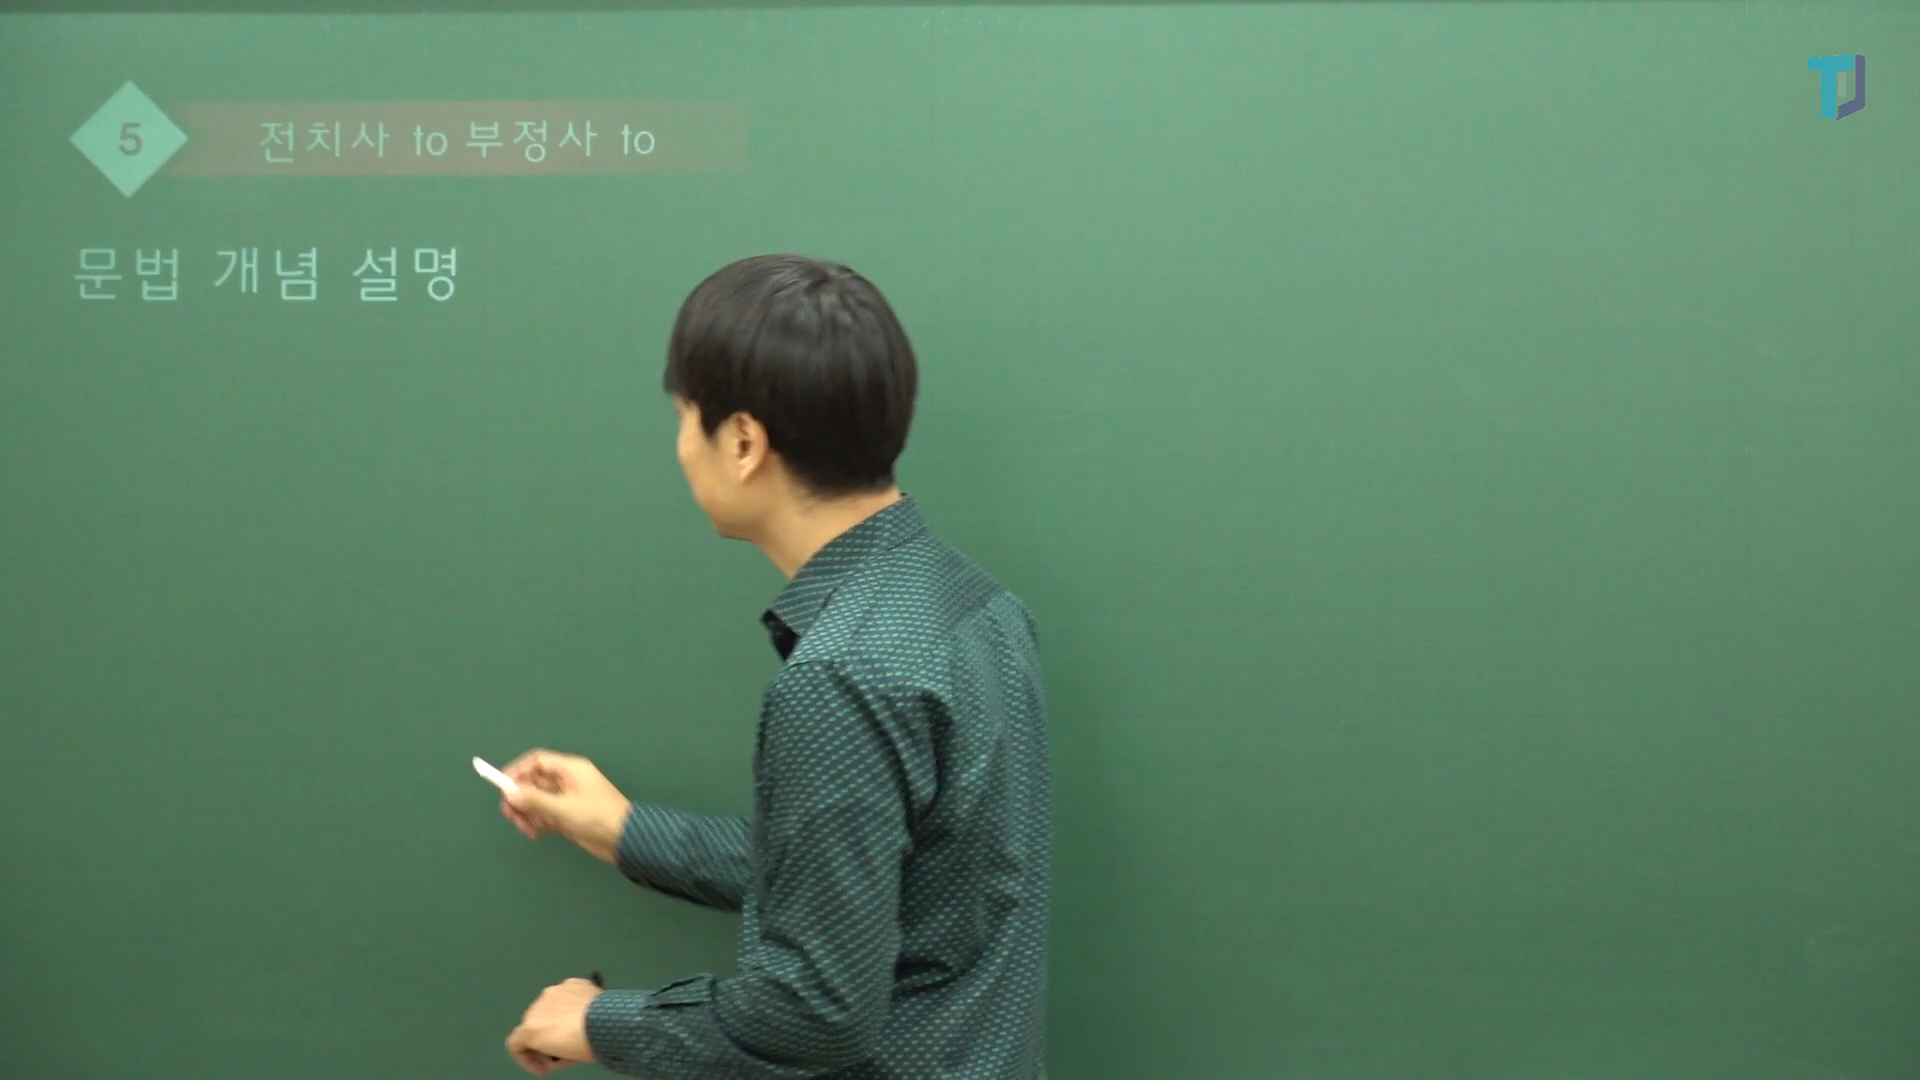 5
전치사 to 부정사 to
문법 개념 설명